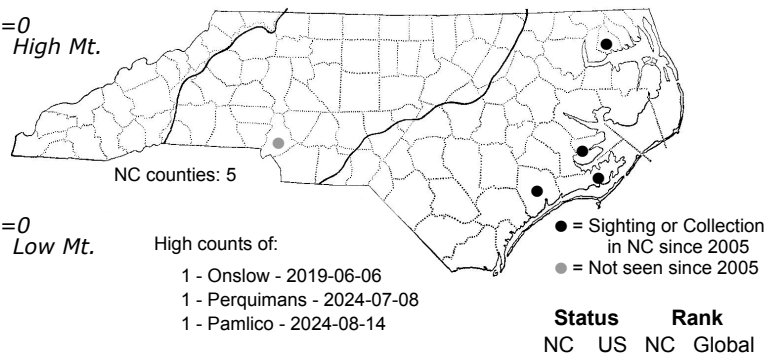 =0
High Mt.
NC counties: 5
=0
Low Mt.
High counts of:
1 - Onslow - 2019-06-06
1 - Perquimans - 2024-07-08
1 - Pamlico - 2024-08-14
= Sighting or Collection
in NC since 2005
= Not seen since 2005
Status Rank
NC US NC Global